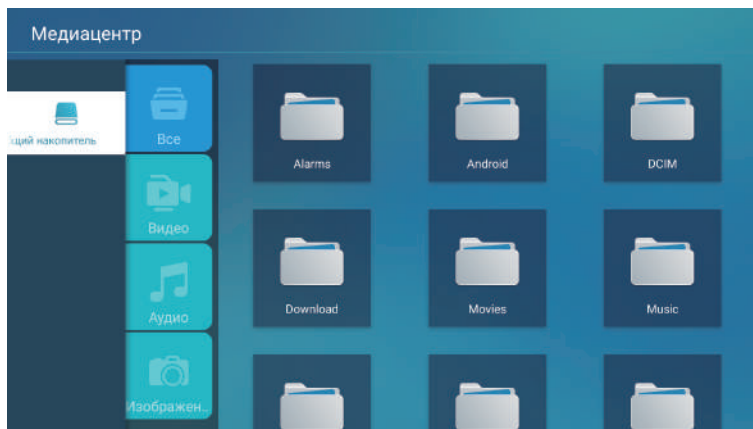 Медиацентр
щий накопитель
Все
Видео
Аудио
Изображен..
Alarms
Android
DCIM
Download
Movies
Music